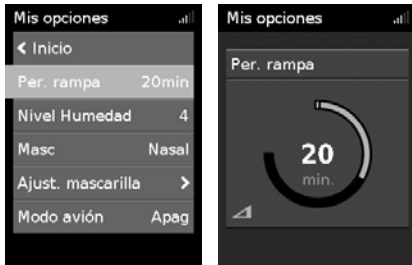 Mis opciones
< Inicio
Per. rampa 20min
Nivel Humedad 4
Masc Nasal
Ajust. mascarilla >
Modo avión Apag
Mis opciones
Per. rampa
20
min.